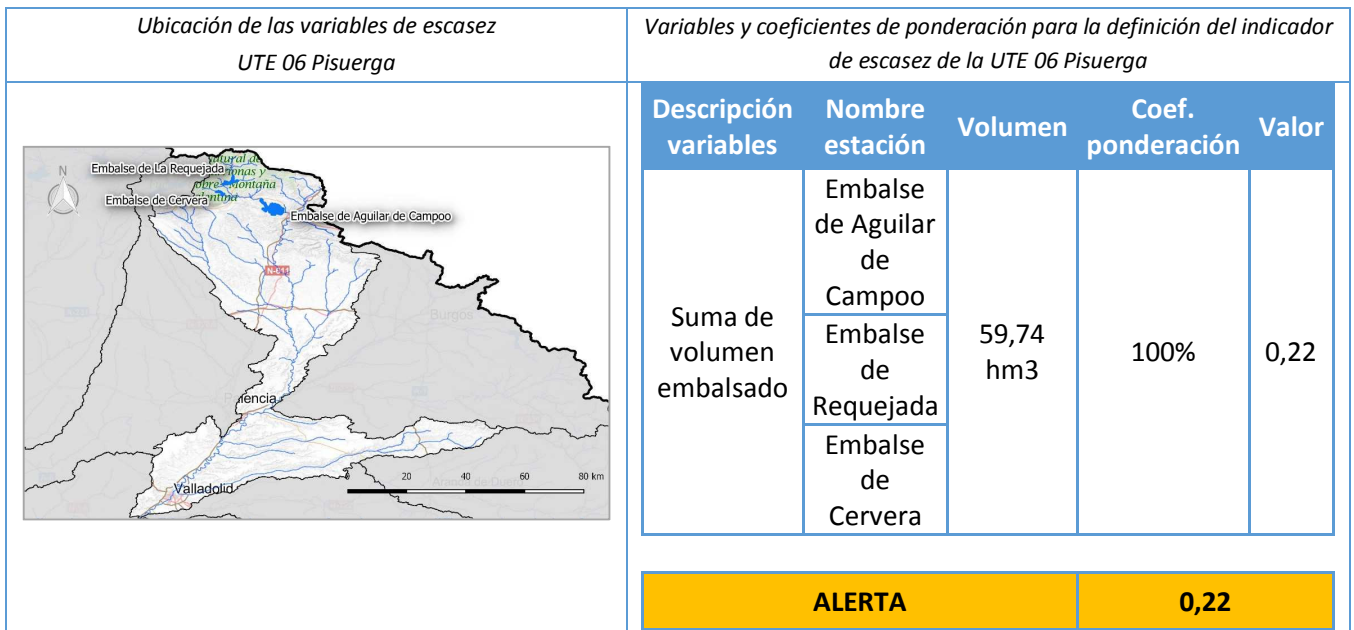 Ubicación de las variables de escasez
UTE 06 Pisuerga
Variables y coeficientes de ponderación para la definición del indicador
de escasez de la UTE 06 Pisuerga
N
Embalse de La Requejada
Embalse de Cervera
Embalse de Aguilar de Campoo
Burgos
Palencia
Valladolid
0 20 40 60 80 km
Descripción
variables
Nombre
estación
Volumen
Coef.
ponderación
Valor
Suma de
volumen
embalsado
Embalse
de Aguilar
de
Campoo
Embalse
de
Requejada
Embalse
de
Cervera
59,74
hm3
100%
0,22
ALERTA
0,22